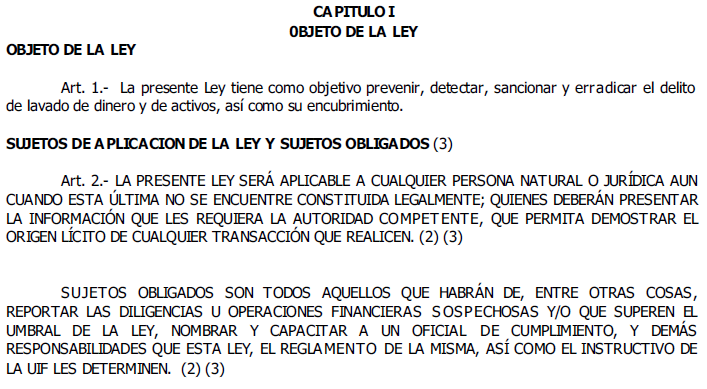 CAPITULO I
0BJETO DE LA LEY
OBJETO DE LA LEY
Art. 1.- La presente Ley tiene como objetivo prevenir, detectar, sancionar y erradicar el delito
de lavado de dinero y de activos, así como su encubrimiento.
SUJETOS DE APLICACION DE LA LEY Y SUJETOS OBLIGADOS (3)
Art. 2.- LA PRESENTE LEY SERÁ APLICABLE A CUALQUIER PERSONA NATURAL O JURÍDICA AUN
CUANDO ESTA ÚLTIMA NO SE ENCUENTRE CONSTITUIDA LEGALMENTE; QUIENES DEBERÁN PRESENTAR
LA INFORMACIÓN QUE LES REQUIERA LA AUTORIDAD COMPETENTE, QUE PERMITA DEMOSTRAR EL
ORIGEN LÍCITO DE CUALQUIER TRANSACCIÓN QUE REALICEN. (2) (3)
SUJETOS OBLIGADOS SON TODOS AQUELLOS QUE HABRÁN DE, ENTRE OTRAS COSAS,
REPORTAR LAS DILIGENCIAS U OPERACIONES FINANCIERAS SOSPECHOSAS Y/O QUE SUPEREN EL
UMBRAL DE LA LEY, NOMBRAR Y CAPACITAR A UN OFICIAL DE CUMPLIMIENTO, Y DEMÁS
RESPONSABILIDADES QUE ESTA LEY, EL REGLAMENTO DE LA MISMA, ASÍ COMO EL INSTRUCTIVO DE
LA UIF LES DETERMINEN. (2) (3)